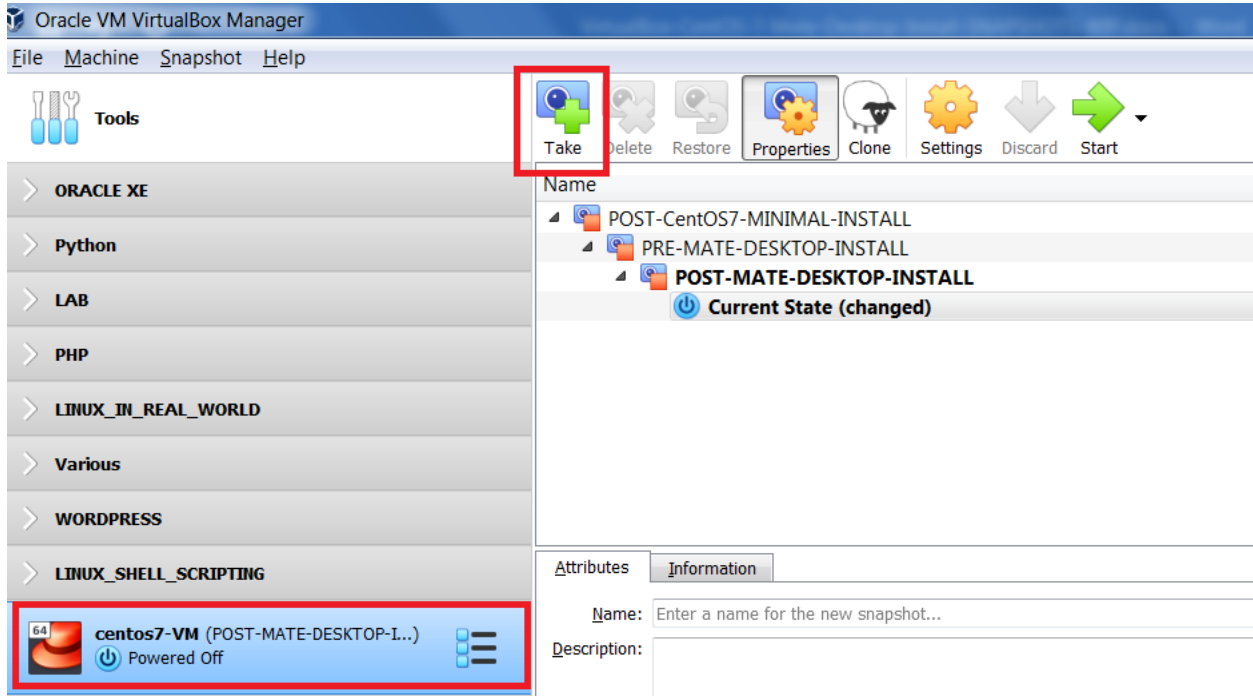 Oracle VM VirtualBox Manager
File Machine Snapshot Help
Tools
Take Delete Restore Properties Clone Settings Discard Start
ORACLE XE
Python
LAB
PHP
LINUX_IN_REAL_WORLD
Various
WORDPRESS
LINUX_SHELL_SCRIPTING
64
centos7-VM (POST-MATE-DESKTOP-I...)
Powered Off
Name
POST-CentOS7-MINIMAL-INSTALL
PRE-MATE-DESKTOP-INSTALL
POST-MATE-DESKTOP-INSTALL
Current State (changed)
Attributes Information
Name: Enter a name for the new snapshot...
Description: